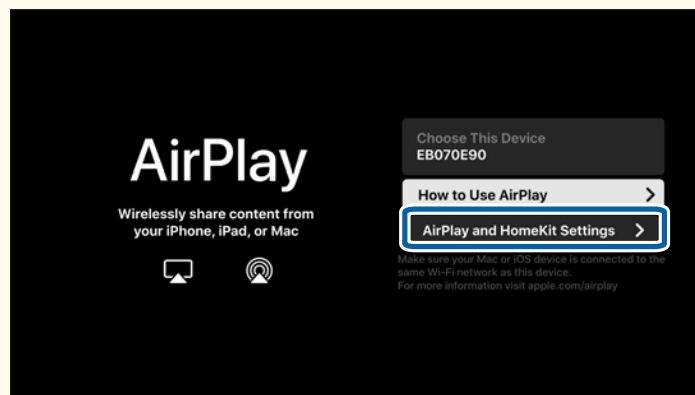 AirPlay
Wirelessly share content from
your iPhone, iPad, or Mac
Choose This Device
EB070E90
How to Use AirPlay
AirPlay and HomeKit Settings
Make sure your Mac or iOS device is connected to the
same Wi-Fi network as this device.
For more information visit apple.com/airplay